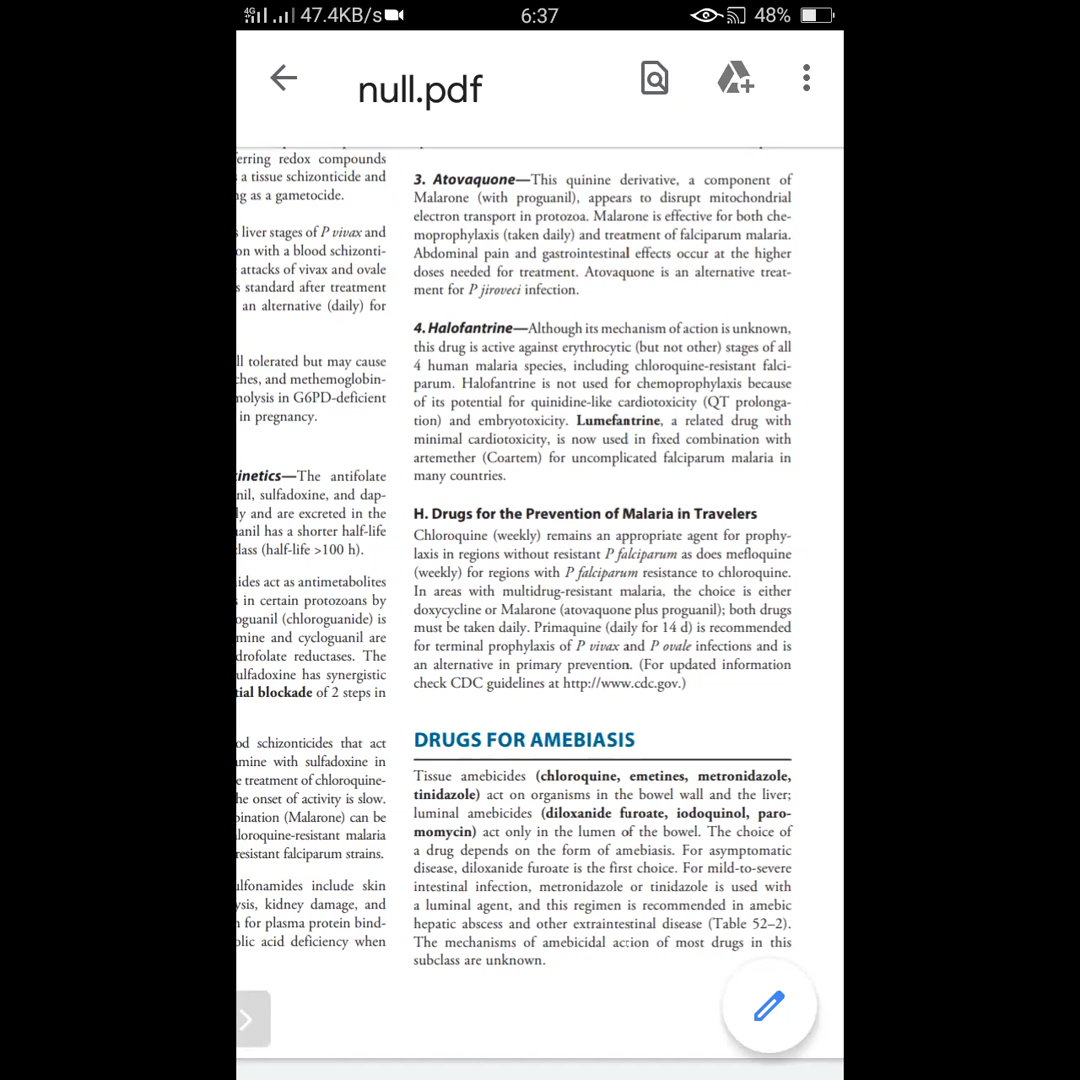 47.4KB/s
6:37
48%
null.pdf
erring redox compounds
a tissue schizonticide and
ng as a gametocide.
liver stages of P vivax and
on with a blood schizonti-
attacks of vivax and ovale
s standard after treatment
an alternative (daily) for
ll tolerated but may cause
ches, and methemoglobin-
molysis in G6PD-deficient
in pregnancy.
inetics—The antifolate
nil, sulfadoxine, and dap-
ly and are excreted in the
anil has a shorter half-life
class (half-life >100 h).
ides act as antimetabolites
in certain protozoans by
oguanil (chloroguanide) is
mine and cycloguanil are
drofolate reductases. The
ulfadoxine has synergistic
tial blockade of 2 steps in
od schizonticides that act
amine with sulfadoxine in
e treatment of chloroquine-
he onset of activity is slow.
bination (Malarone) can be
loroquine-resistant malaria
resistant falciparum strains.
lfonamides include skin
ysis, kidney damage, and
n for plasma protein bind-
olic acid deficiency when
3. Atovaquone—This quinine derivative, a component of
Malarone (with proguanil), appears to disrupt mitochondrial
electron transport in protozoa. Malarone is effective for both che-
moprophylaxis (taken daily) and treatment of falciparum malaria.
Abdominal pain and gastrointestinal effects occur at the higher
doses needed for treatment. Atovaquone is an alternative treat-
ment for P jiroveci infection.
4. Halofantrine—Although its mechanism of action is unknown,
this drug is active against erythrocytic (but not other) stages of all
4 human malaria species, including chloroquine-resistant falci-
parum. Halofantrine is not used for chemoprophylaxis because
of its potential for quinidine-like cardiotoxicity (QT prolonga-
tion) and embryotoxicity. Lumefantrine, a related drug with
minimal cardiotoxicity, is now used in fixed combination with
artemether (Coartem) for uncomplicated falciparum malaria in
many countries.
H. Drugs for the Prevention of Malaria in Travelers
Chloroquine (weekly) remains an appropriate agent for prophy-
laxis in regions without resistant P falciparum as does mefloquine
(weekly) for regions with P falciparum resistance to chloroquine.
In areas with multidrug-resistant malaria, the choice is either
doxycycline or Malarone (atovaquone plus proguanil); both drugs
must be taken daily. Primaquine (daily for 14 d) is recommended
for terminal prophylaxis of P vivax and P ovale infections and is
an alternative in primary prevention. (For updated information
check CDC guidelines at http://www.cdc.gov.)
DRUGS FOR AMEBIASIS
Tissue amebicides (chloroquine, emetines, metronidazole,
tinidazole) act on organisms in the bowel wall and the liver;
luminal amebicides (diloxanide furoate, iodoquinol, paro-
momycin) act only in the lumen of the bowel. The choice of
a drug depends on the form of amebiasis. For asymptomatic
disease, diloxanide furoate is the first choice. For mild-to-severe
intestinal infection, metronidazole or tinidazole is used with
a luminal agent, and this regimen is recommended in amebic
hepatic abscess and other extraintestinal disease (Table 52–2).
The mechanisms of amebicidal action of most drugs in this
subclass are unknown.